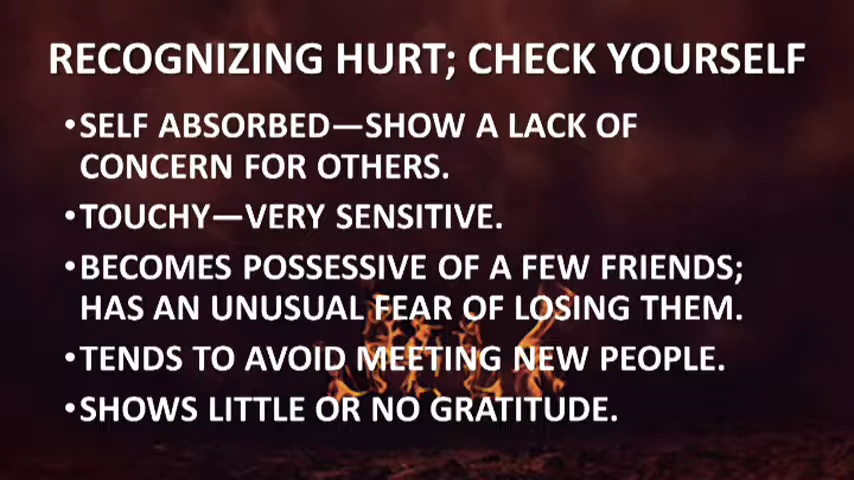 RECOGNIZING HURT; CHECK YOURSELF
•SELF ABSORBED—SHOW A LACK OF
CONCERN FOR OTHERS.
•TOUCHY—VERY SENSITIVE.
•BECOMES POSSESSIVE OF A FEW FRIENDS;
HAS AN UNUSUAL FEAR OF LOSING THEM.
•TENDS TO AVOID MEETING NEW PEOPLE.
•SHOWS LITTLE OR NO GRATITUDE.